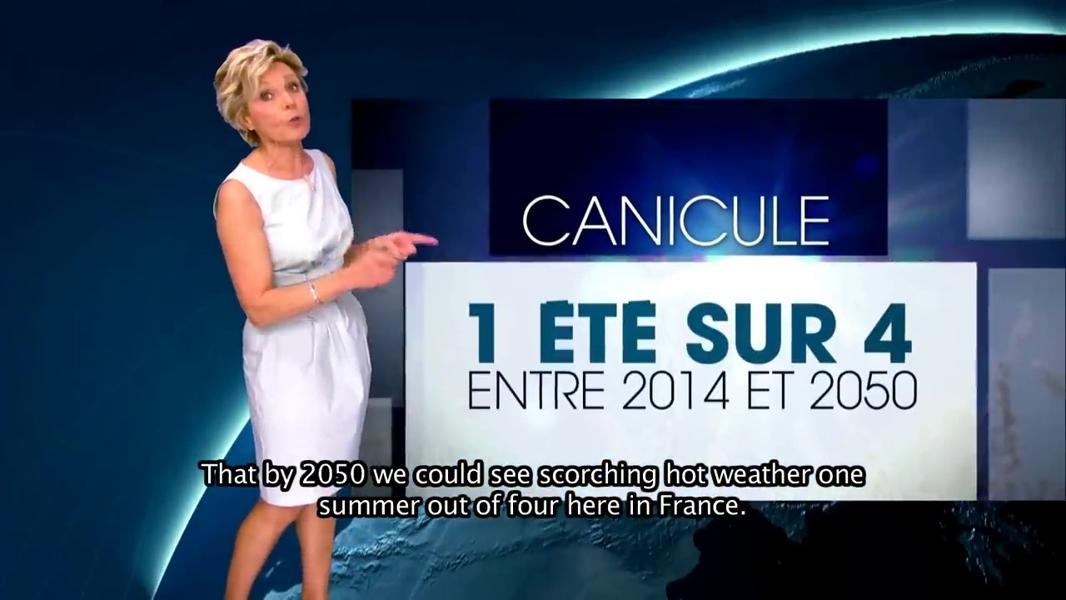 CANICULE
1 ÉTÉ SUR 4
ENTRE 2014 ET 2050
That by 2050 we could see scorching hot weather one
summer out of four here in France.